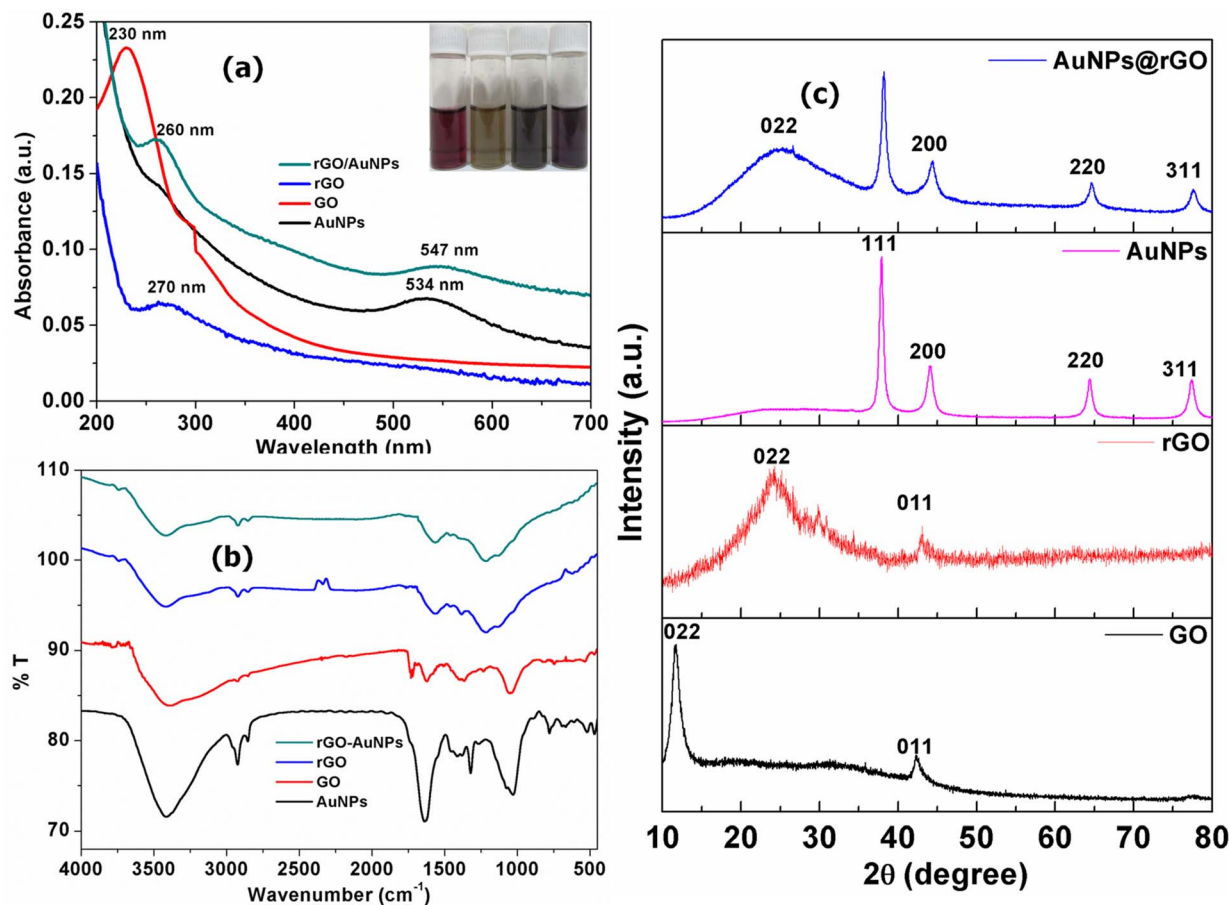 0.25
0.20
0.15
0.10
0.05
0.00
Absorbance (a.u.)
230 nm
(a)
260 nm
270 nm
547 nm
534 nm
rGO/AuNPs
rGO
GO
AuNPs
200 300 400 500 600 700
Wavelength (nm)
110
100
90
80
70
% T
(b)
rGO-AuNPs
rGO
GO
AuNPs
4000 3500 3000 2500 2000 1500 1000 500
Wavenumber (cm⁻¹)
Intensity (a.u.)
AuNPs@rGO
(c)
022
200
220
311
AuNPs
111
200
220
311
rGO
022
011
GO
022
011
10 20 30 40 50 60 70 80
2θ (degree)